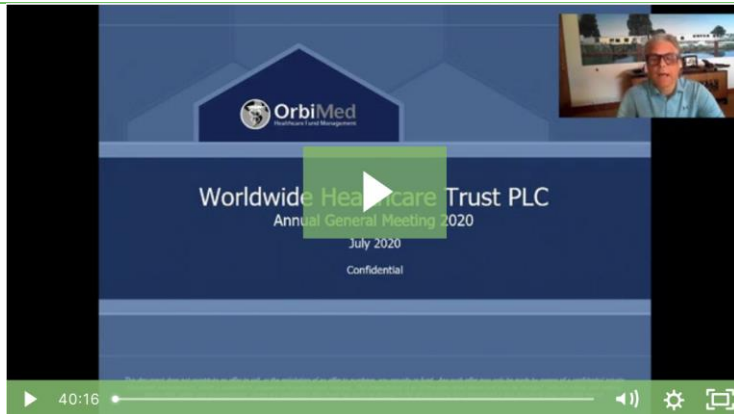 OrbiMed
Healthcare Fund Management
Worldwide Healthcare Trust PLC
Annual General Meeting 2020
July 2020
Confidential
40:16